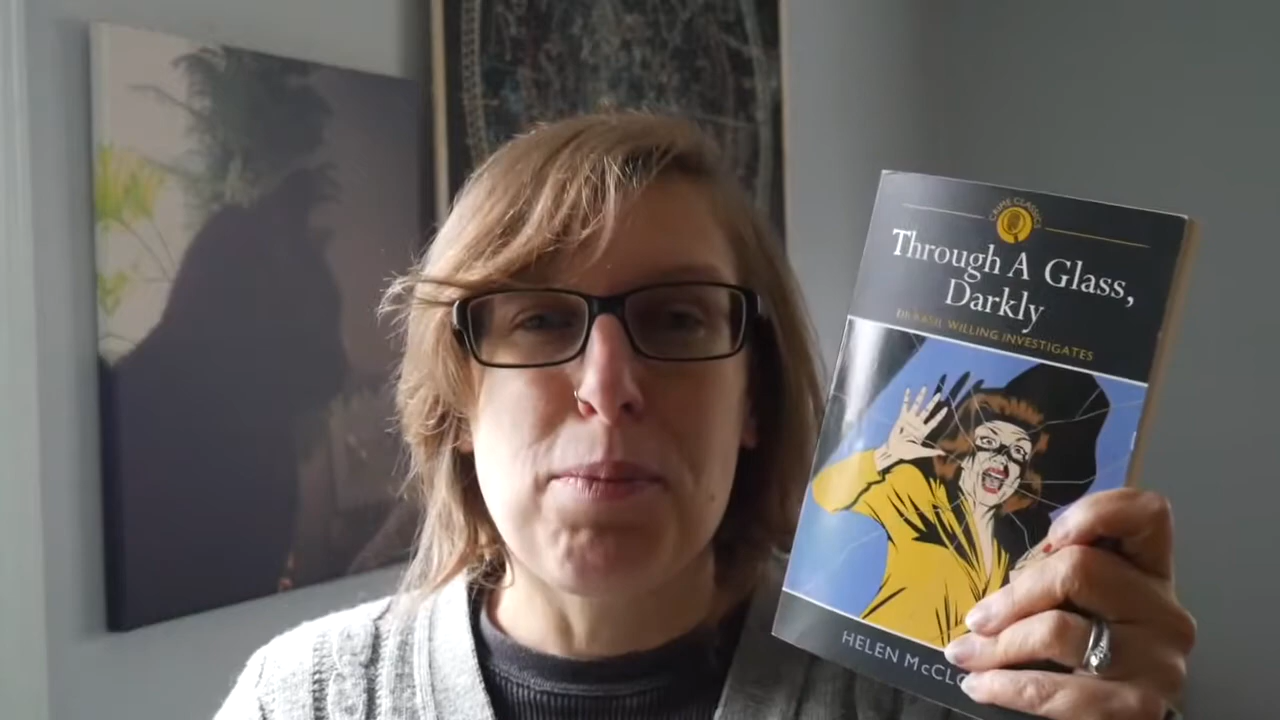 CRIME CLASSICS
Through A Glass,
Darkly
DR BASIL WILLING INVESTIGATES
HELEN McCLO